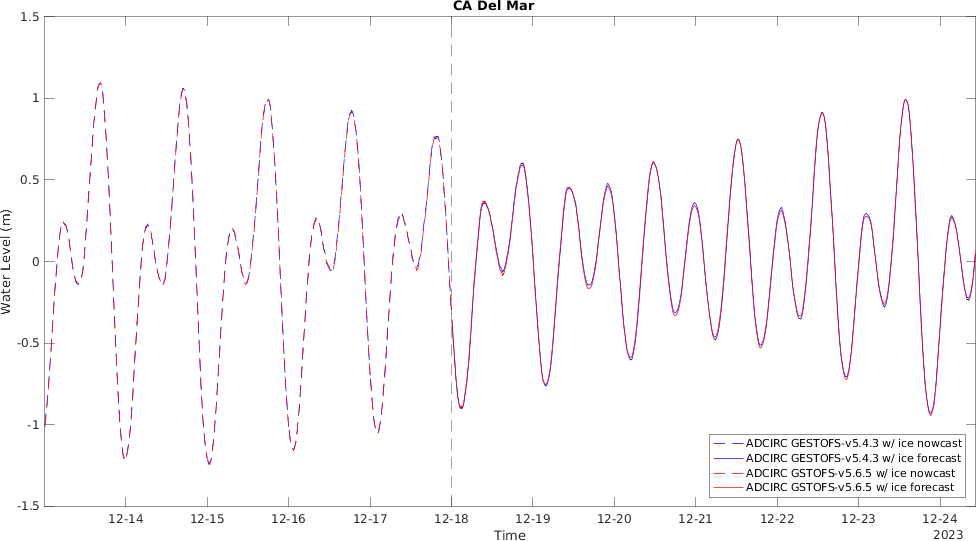 CA Del Mar
1.5
1
0.5
0
-0.5
-1
-1.5
Water Level (m)
12-14 12-15 12-16 12-17 12-18 12-19 12-20 12-21 12-22 12-23 12-24
Time
2023
ADCIRC GESTOFS-v5.4.3 w/ ice nowcast
ADCIRC GESTOFS-v5.4.3 w/ ice forecast
ADCIRC GSTOFS-v5.6.5 w/ ice nowcast
ADCIRC GSTOFS-v5.6.5 w/ ice forecast